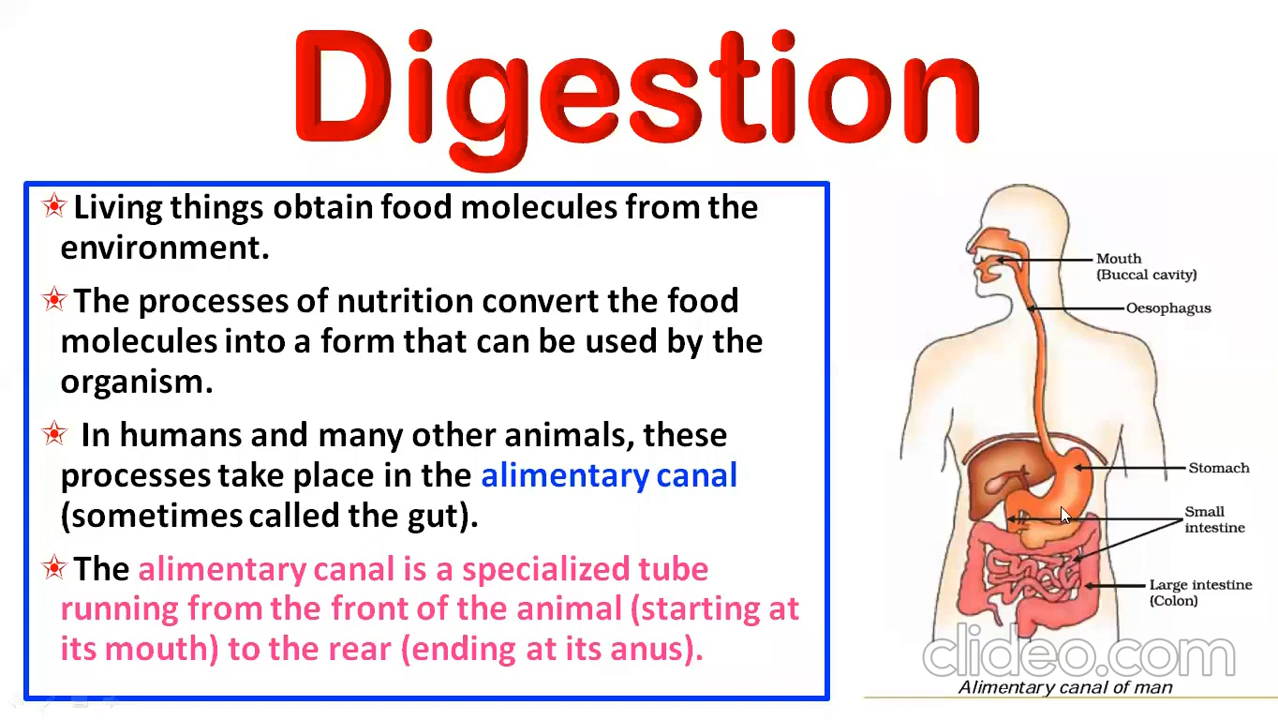 Digestion
Living things obtain food molecules from the
environment.
The processes of nutrition convert the food
molecules into a form that can be used by the
organism.
In humans and many other animals, these
processes take place in the alimentary canal
(sometimes called the gut).
The alimentary canal is a specialized tube
running from the front of the animal (starting at
its mouth) to the rear (ending at its anus).
Mouth
(Buccal cavity)
Oesophagus
Stomach
Small
intestine
Large intestine
(Colon)
clideo.com
Alimentary canal of man